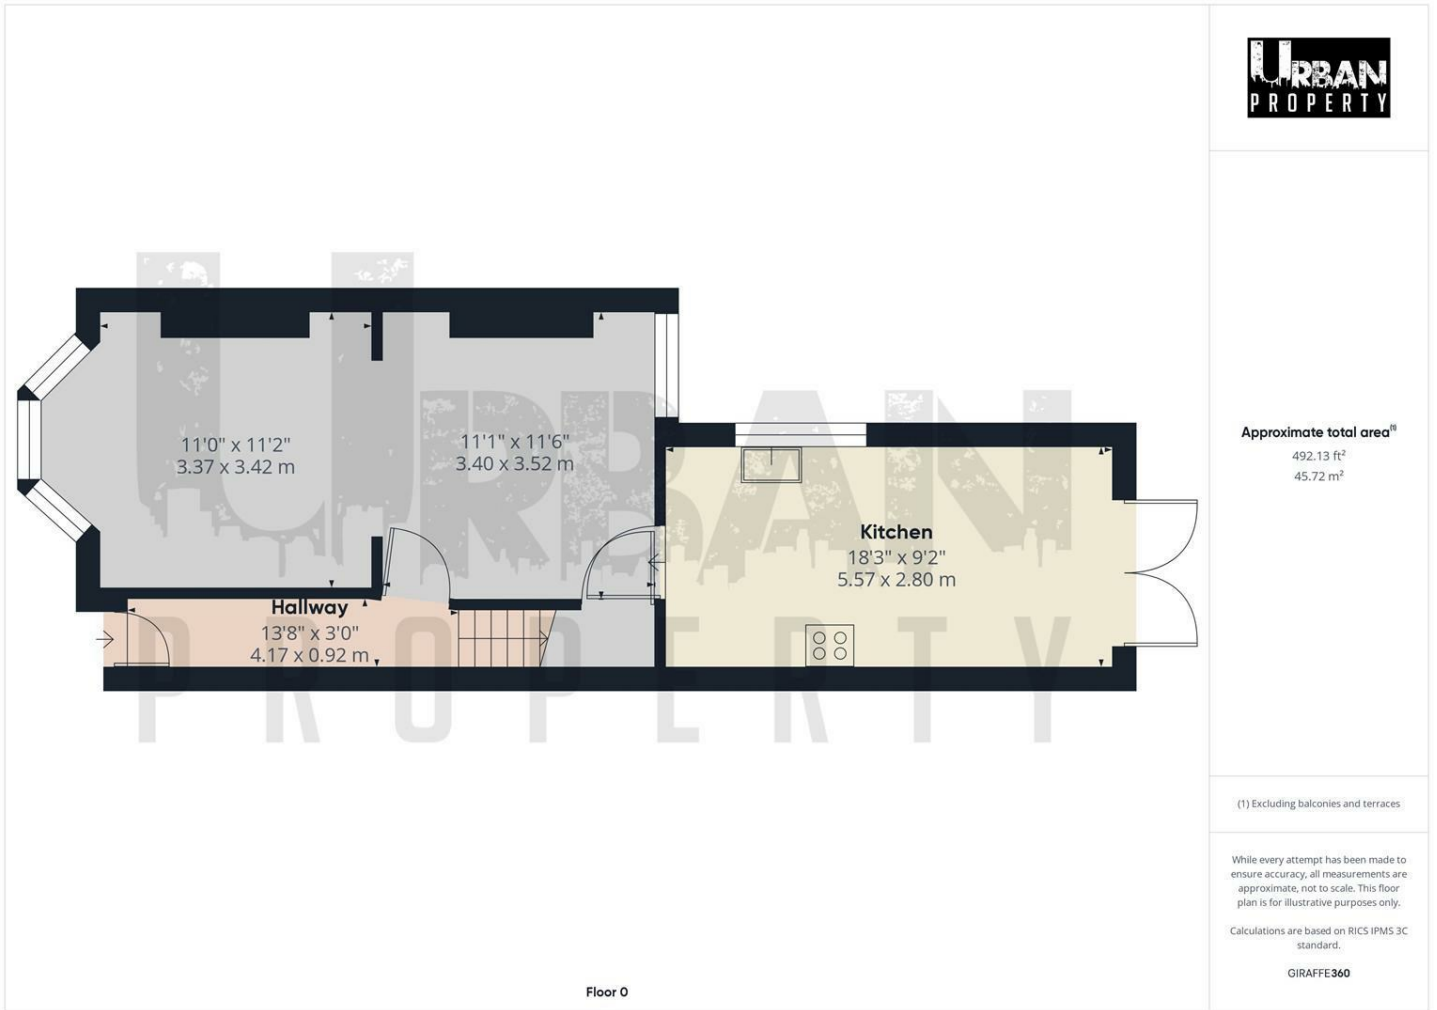 URBAN
PROPERTY
11'0" x 11'2"
3.37 x 3.42 m
11'1" x 11'6"
3.40 x 3.52 m
Kitchen
18'3" x 9'2"
5.57 x 2.80 m
Hallway
13'8" x 3'0"
4.17 x 0.92 m
Floor 0
URBAN
PROPERTY
Approximate total area(1)
492.13 ft²
45.72 m²
(1) Excluding balconies and terraces
While every attempt has been made to
ensure accuracy, all measurements are
approximate, not to scale. This floor
plan is for illustrative purposes only.
Calculations are based on RICS IPMS 3C
standard.
GIRAFFE360